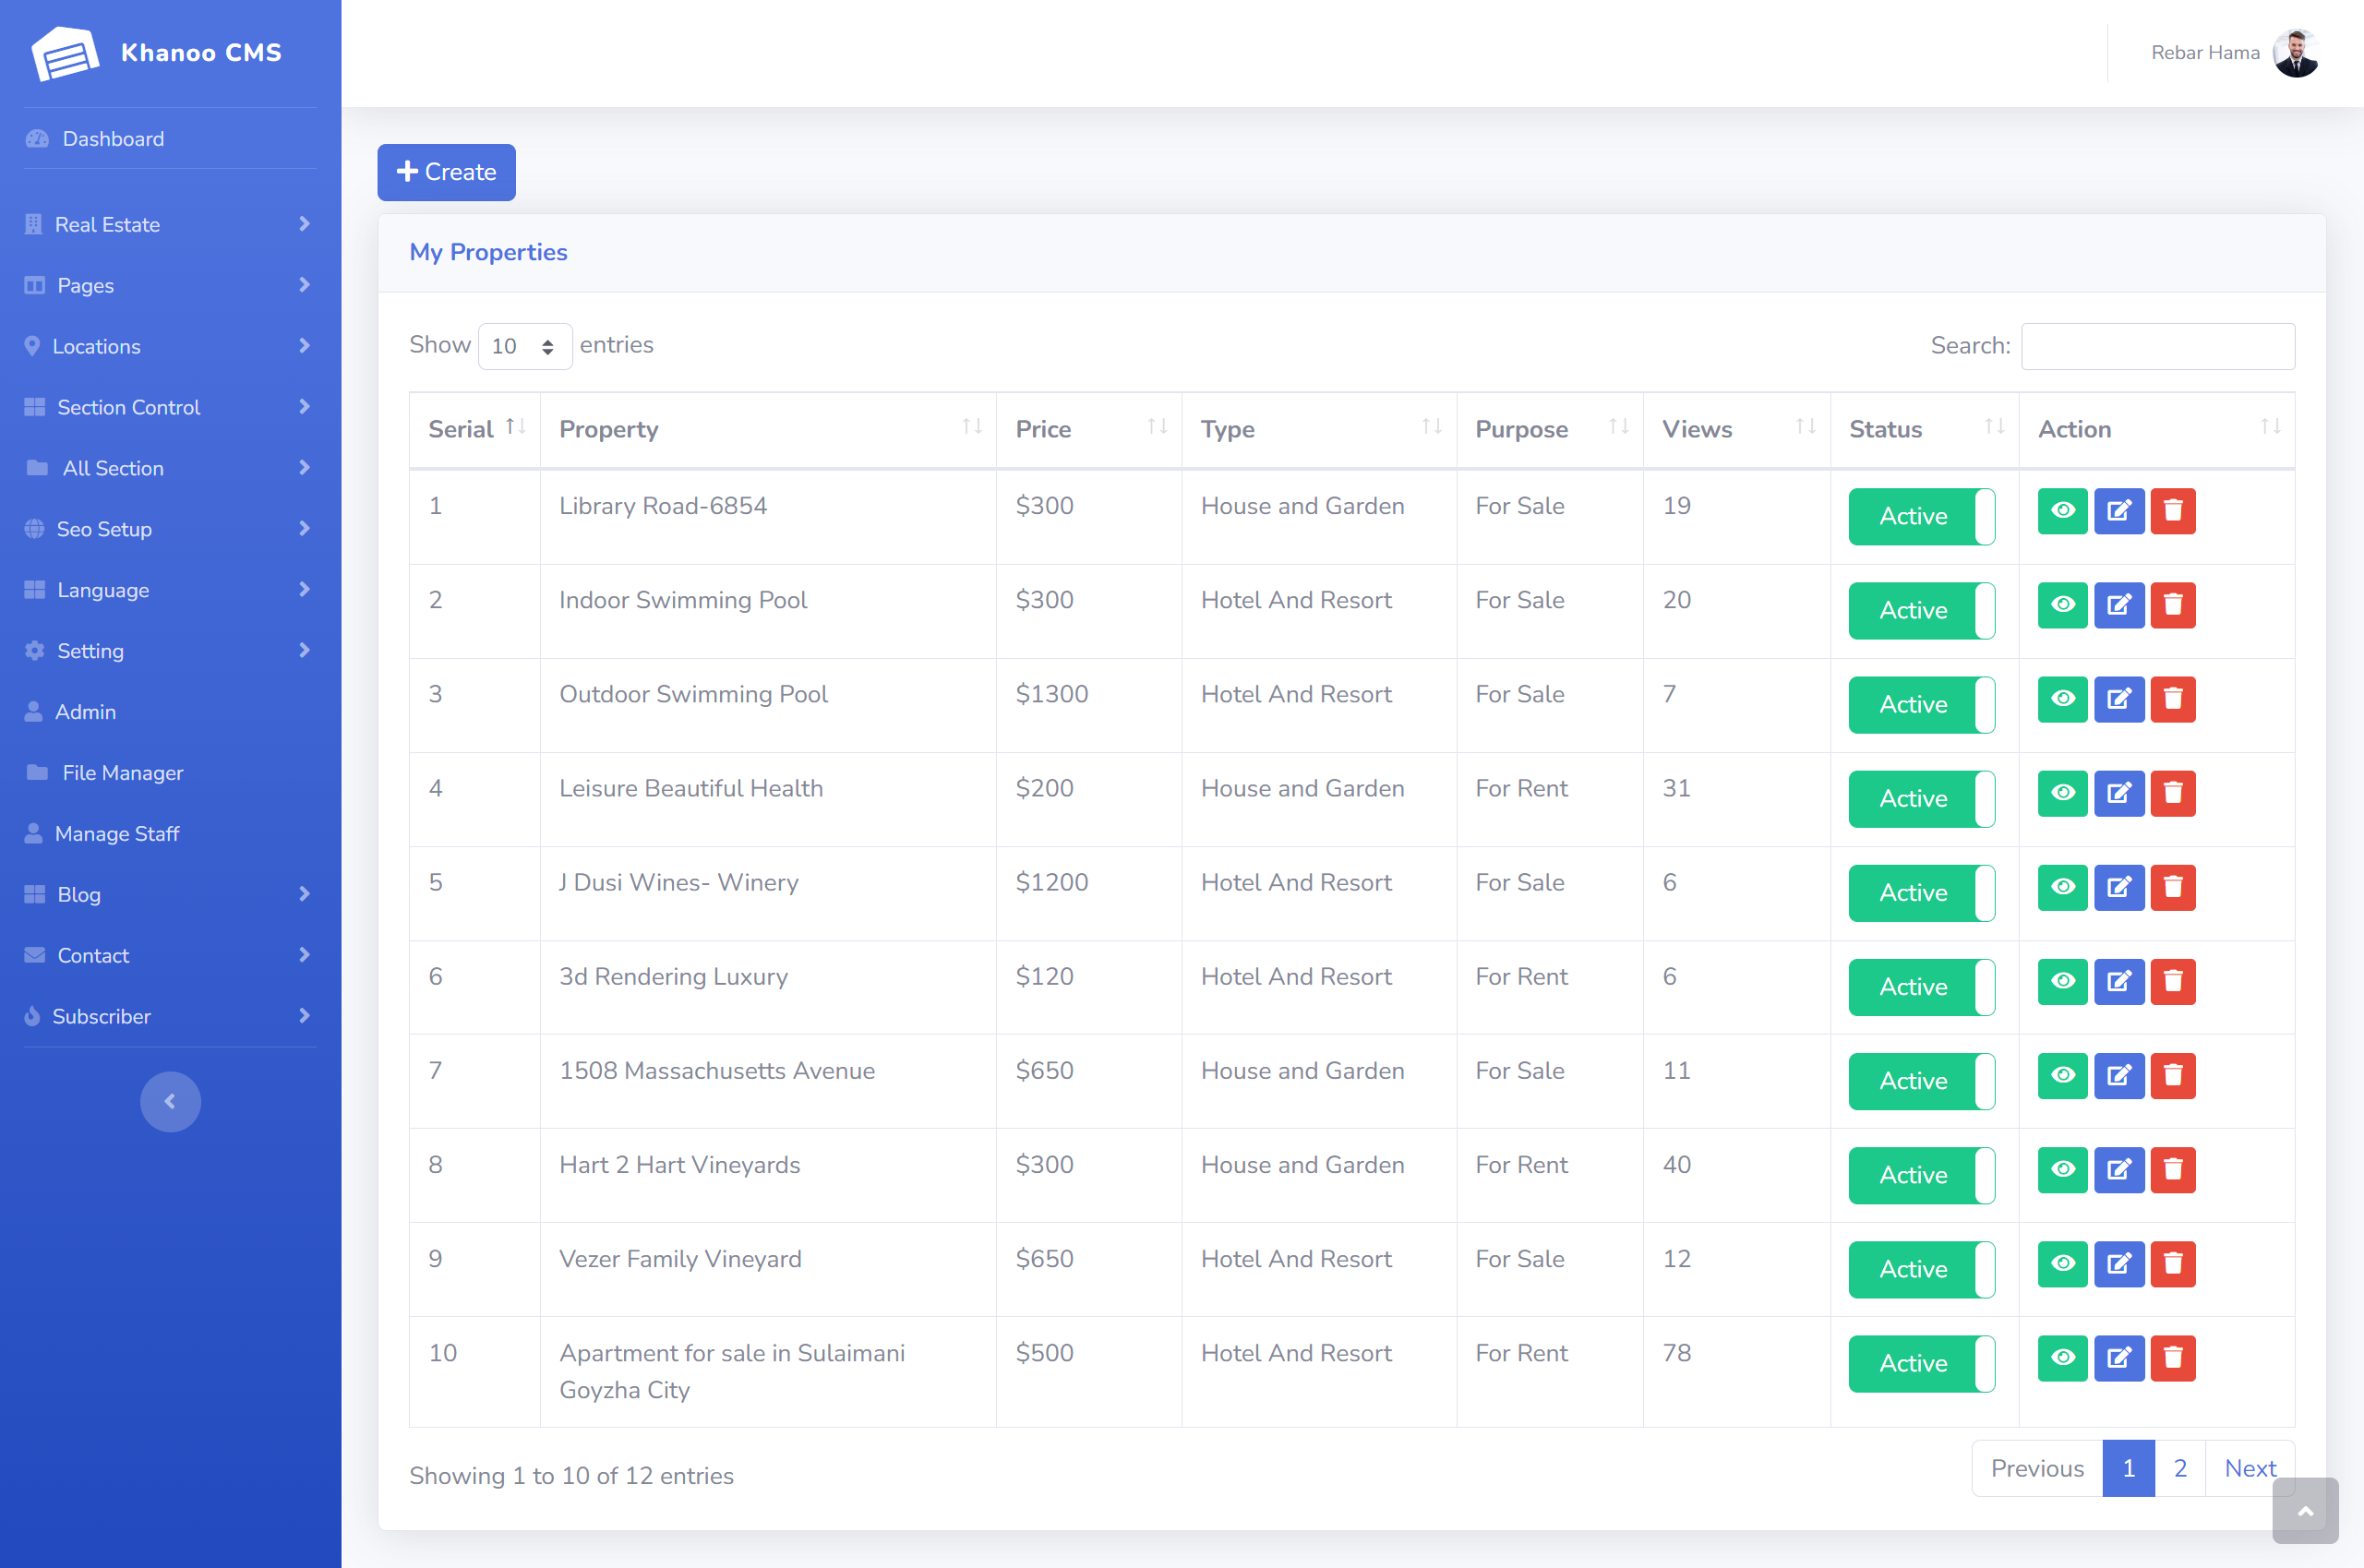 Khanoo CMS
Rebar Hama
Dashboard
Real Estate
Pages
Locations
Section Control
All Section
Seo Setup
Language
Setting
Admin
File Manager
Manage Staff
Blog
Contact
Subscriber
Create
My Properties
Show 10 entries
Search:
Serial Property Price Type Purpose Views Status Action
1 Library Road-6854 $300 House and Garden For Sale 19 Active
2 Indoor Swimming Pool $300 Hotel And Resort For Sale 20 Active
3 Outdoor Swimming Pool $1300 Hotel And Resort For Sale 7 Active
4 Leisure Beautiful Health $200 House and Garden For Rent 31 Active
5 J Dusi Wines- Winery $1200 Hotel And Resort For Sale 6 Active
6 3d Rendering Luxury $120 Hotel And Resort For Rent 6 Active
7 1508 Massachusetts Avenue $650 House and Garden For Sale 11 Active
8 Hart 2 Hart Vineyards $300 House and Garden For Rent 40 Active
9 Vezer Family Vineyard $650 Hotel And Resort For Sale 12 Active
10 Apartment for sale in Sulaimani $500 Hotel And Resort For Rent 78 Active
Goyzha City
Showing 1 to 10 of 12 entries
Previous 1 2 Next